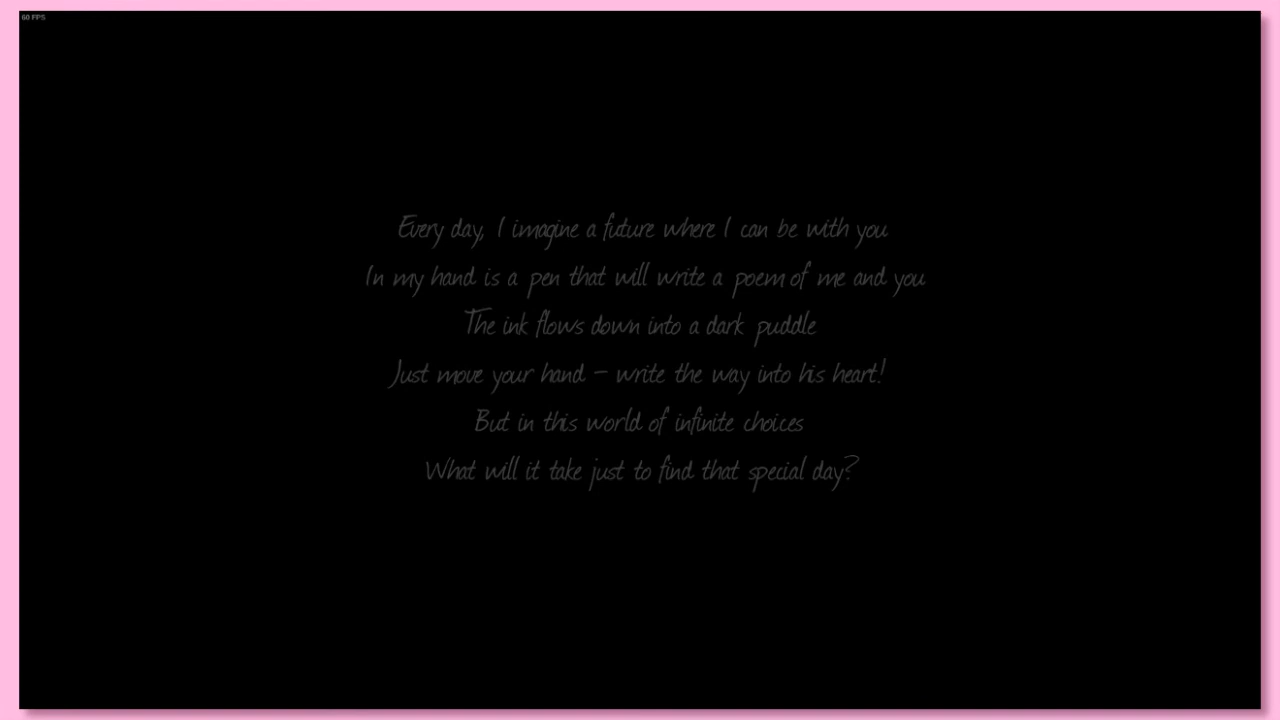 60 FPS
Every day, I imagine a future where I can be with you
In my hand is a pen that will write a poem of me and you
The ink flows down into a dark puddle
Just move your hand - write the way into his heart!
But in this world of infinite choices
What will it take just to find that special day?